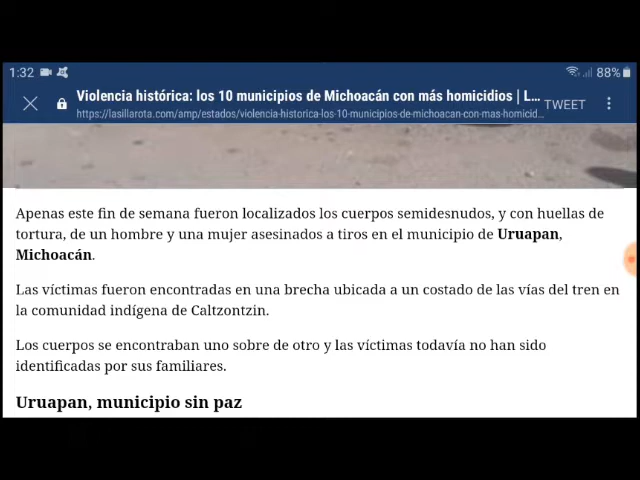 1:32
88%
Violencia histórica: los 10 municipios de Michoacán con más homicidios | L...
https://lasillarota.com/amp/estados/violencia-historica-los-10-municipios-de-michoacan-con-mas-homicid...
TWEET
Apenas este fin de semana fueron localizados los cuerpos semidesnudos, y con huellas de
tortura, de un hombre y una mujer asesinados a tiros en el municipio de Uruapan,
Michoacán.
Las víctimas fueron encontradas en una brecha ubicada a un costado de las vías del tren en
la comunidad indígena de Caltzontzin.
Los cuerpos se encontraban uno sobre de otro y las víctimas todavía no han sido
identificadas por sus familiares.
Uruapan, municipio sin paz